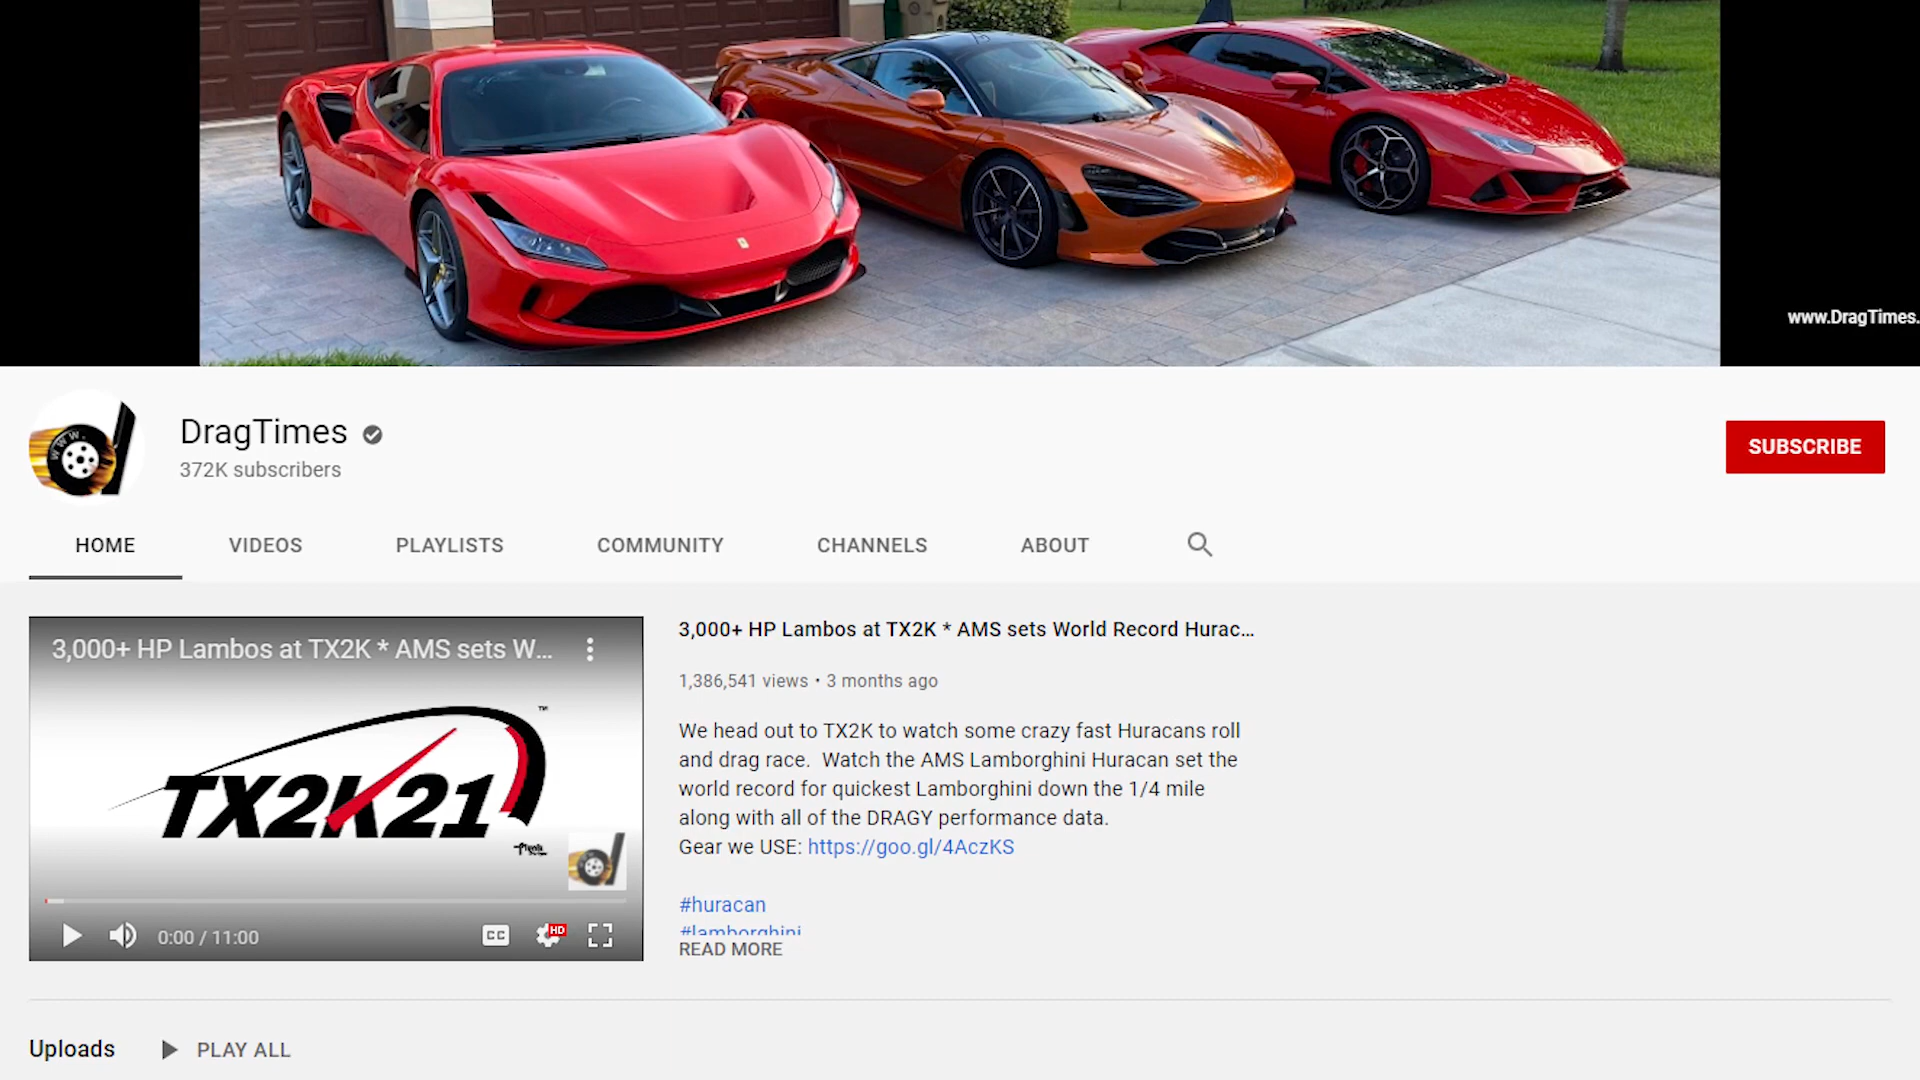 www.DragTimes.
DragTimes
372K subscribers
SUBSCRIBE
HOME VIDEOS PLAYLISTS COMMUNITY CHANNELS ABOUT
3,000+ HP Lambos at TX2K * AMS sets W...
TM
TX2K21
0:00 / 11:00
CC
HD
3,000+ HP Lambos at TX2K * AMS sets World Record Hurac...
1,386,541 views • 3 months ago
We head out to TX2K to watch some crazy fast Huracans roll
and drag race. Watch the AMS Lamborghini Huracan set the
world record for quickest Lamborghini down the 1/4 mile
along with all of the DRAGY performance data.
Gear we USE: https://goo.gl/4AczKS
#huracan
#lamborghini
READ MORE
Uploads PLAY ALL